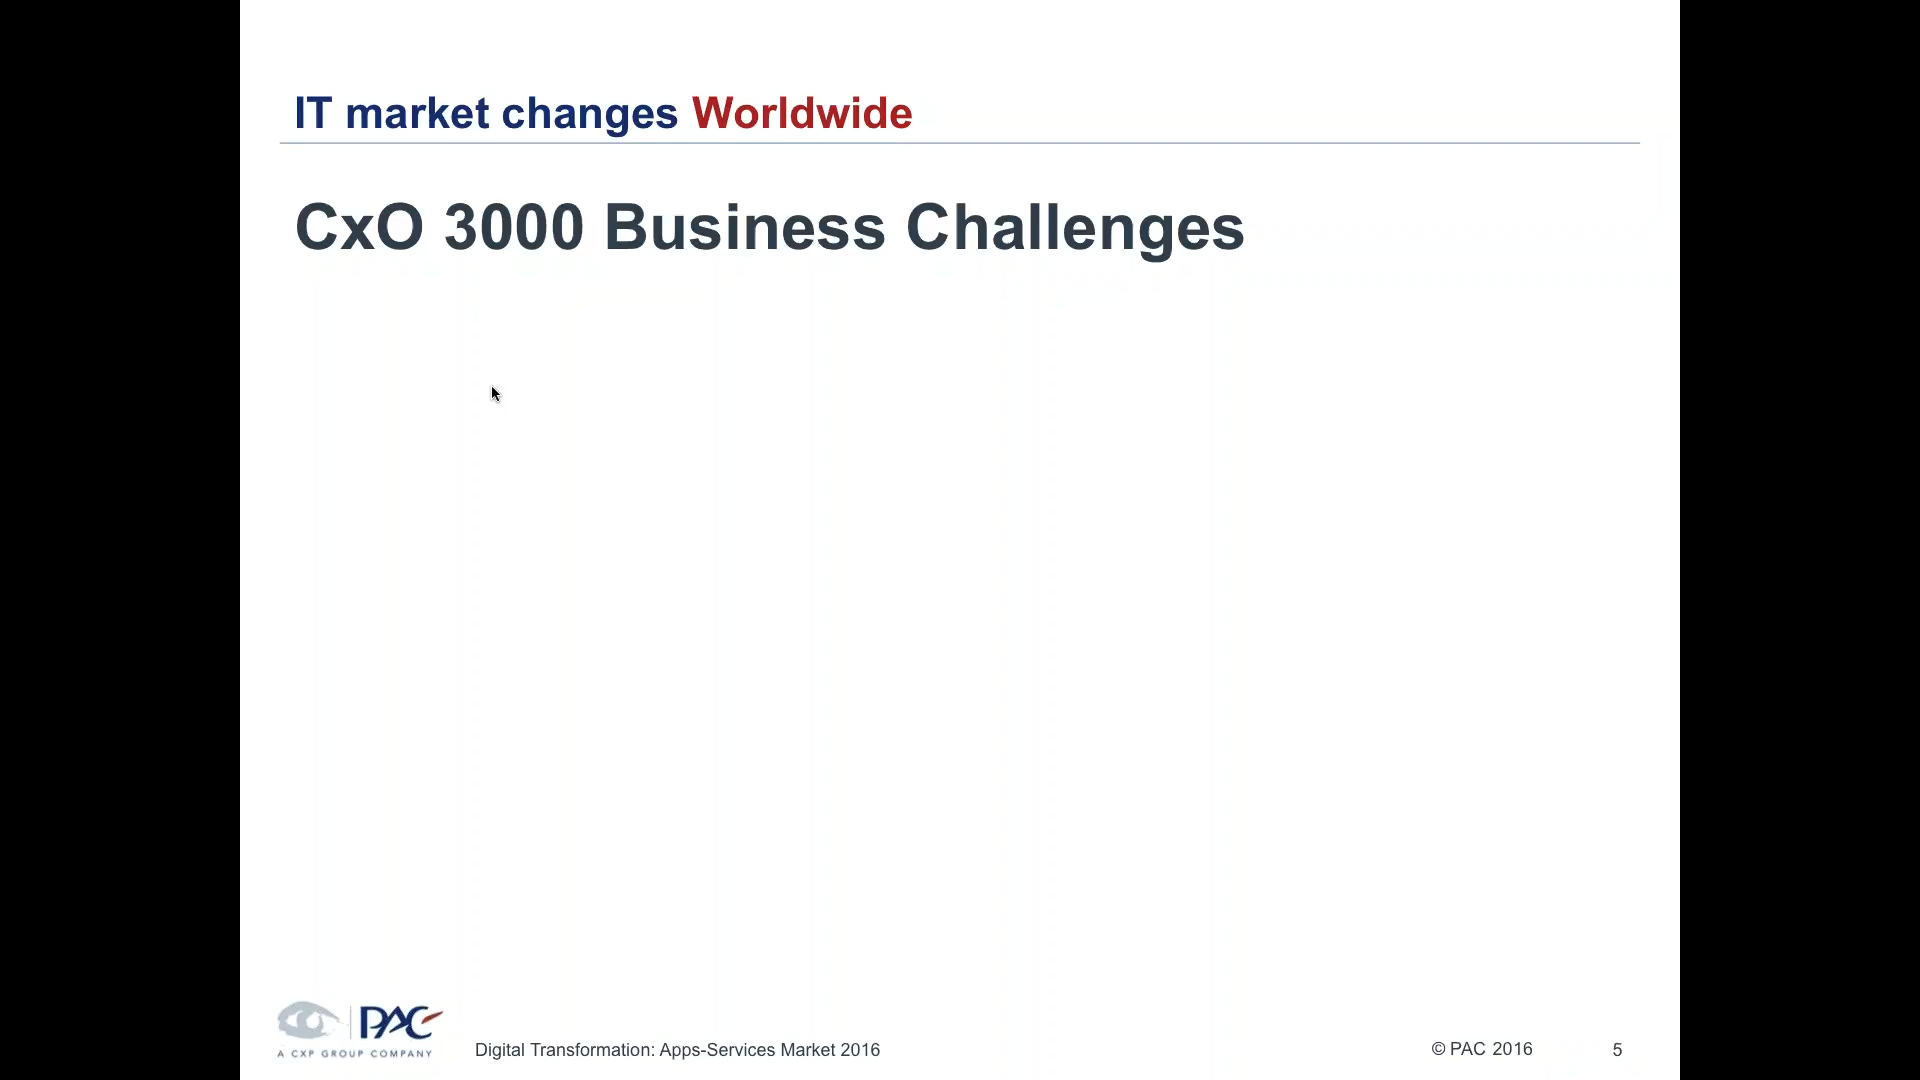 IT market changes Worldwide
CxO 3000 Business Challenges
PAC
A CXP GROUP COMPANY
Digital Transformation: Apps-Services Market 2016
© PAC 2016
5